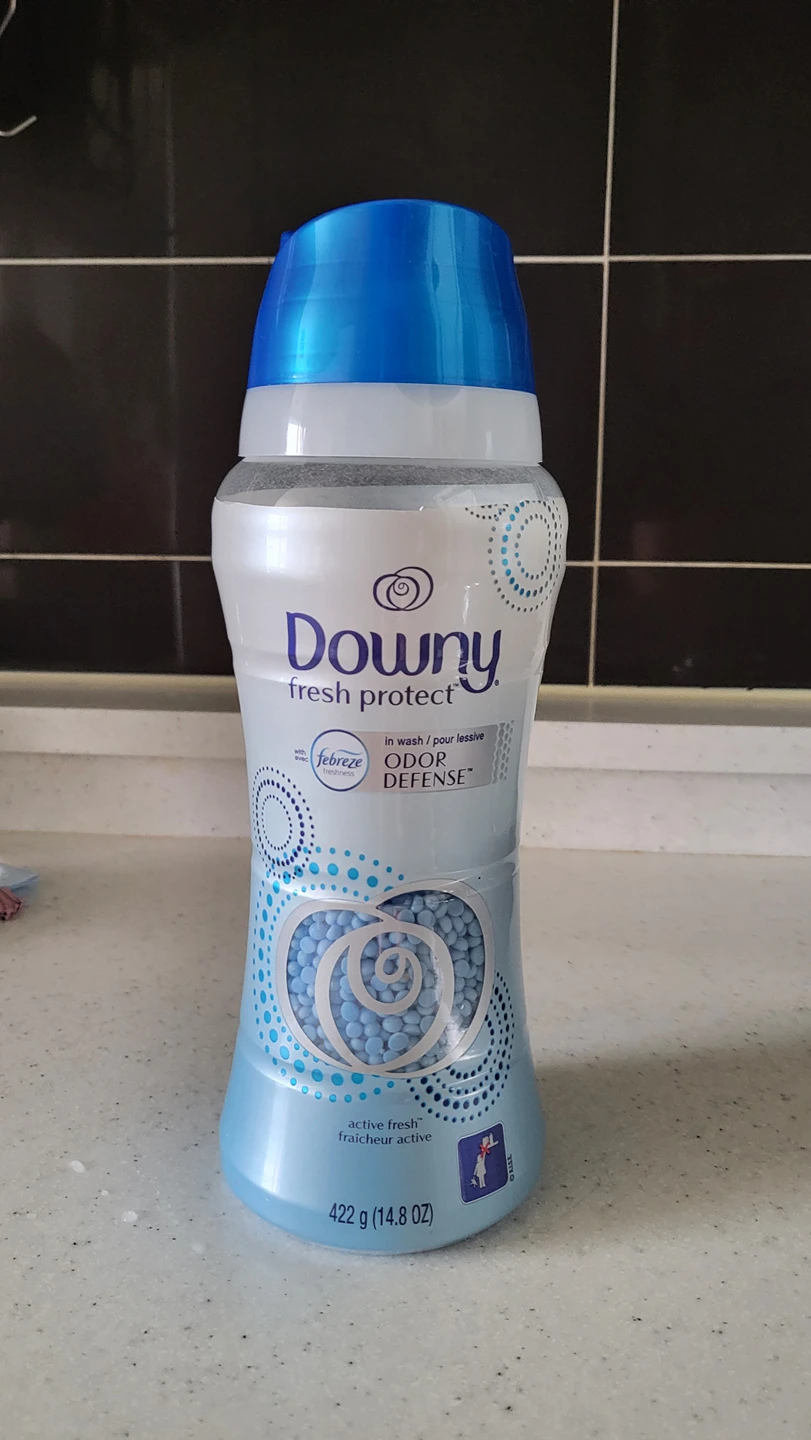 Downy®
fresh protect™
with
avec
febreze
freshness
in wash / pour lessive
ODOR
DEFENSE™
active fresh™
fraîcheur active
422 g (14.8 OZ)